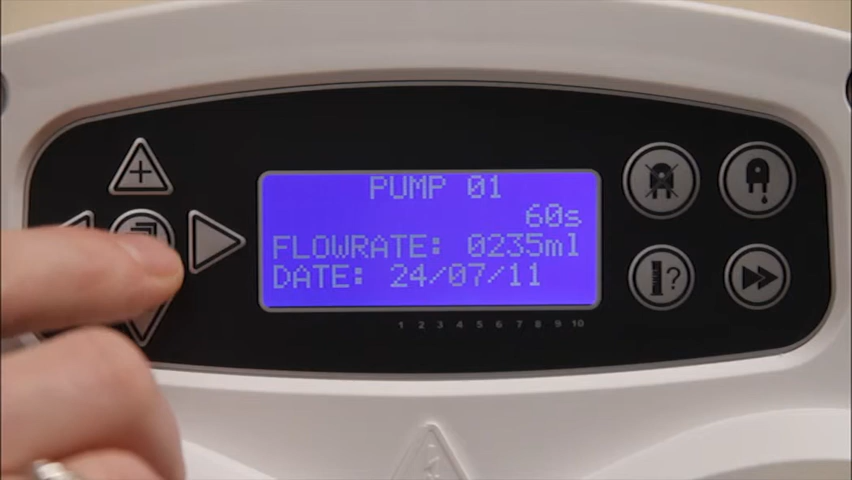 PUMP 01
60s
FLOWRATE: 0235ml
DATE: 24/07/11
1 2 3 4 5 6 7 8 9 10
?